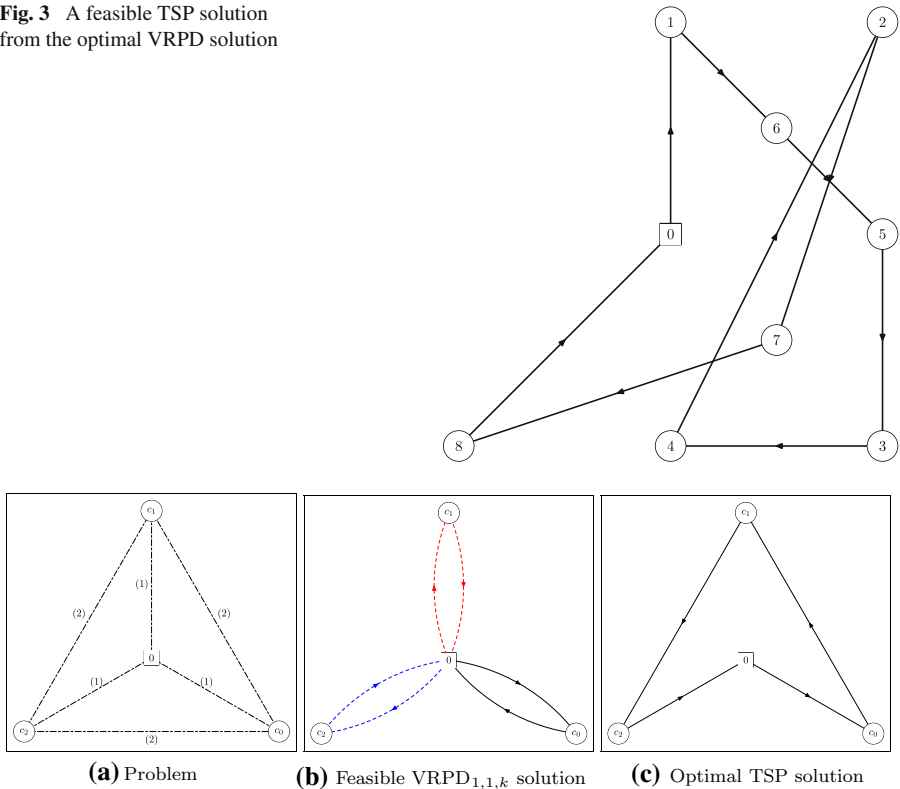 Fig. 3 A feasible TSP solution
from the optimal VRPD solution
1
2
6
0
5
7
8
4
3
c₁
(1)
(2)
(2)
0
(1)
(1)
c₂
c₀
(2)
c₁
0
c₂
c₀
c₁
0
c₂
c₀
(a) Problem
(b) Feasible VRPD₁,₁,ₖ solution
(c) Optimal TSP solution